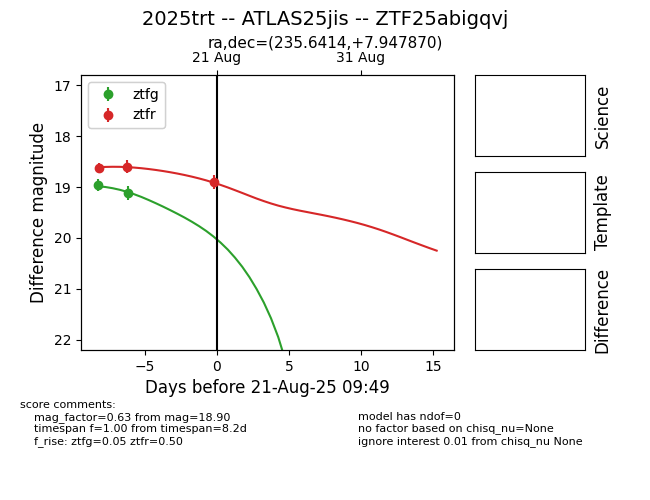 2025trt -- ATLAS25jis -- ZTF25abigqvj
ra,dec=(235.6414,+7.947870)
21 Aug 31 Aug
ztfg
ztfr
17
18
19
20
21
22
Difference magnitude
−5 0 5 10 15
Days before 21-Aug-25 09:49
Science
Template
Difference
score comments:
mag_factor=0.63 from mag=18.90
timespan f=1.00 from timespan=8.2d
f_rise: ztfg=0.05 ztfr=0.50
model has ndof=0
no factor based on chisq_nu=None
ignore interest 0.01 from chisq_nu None